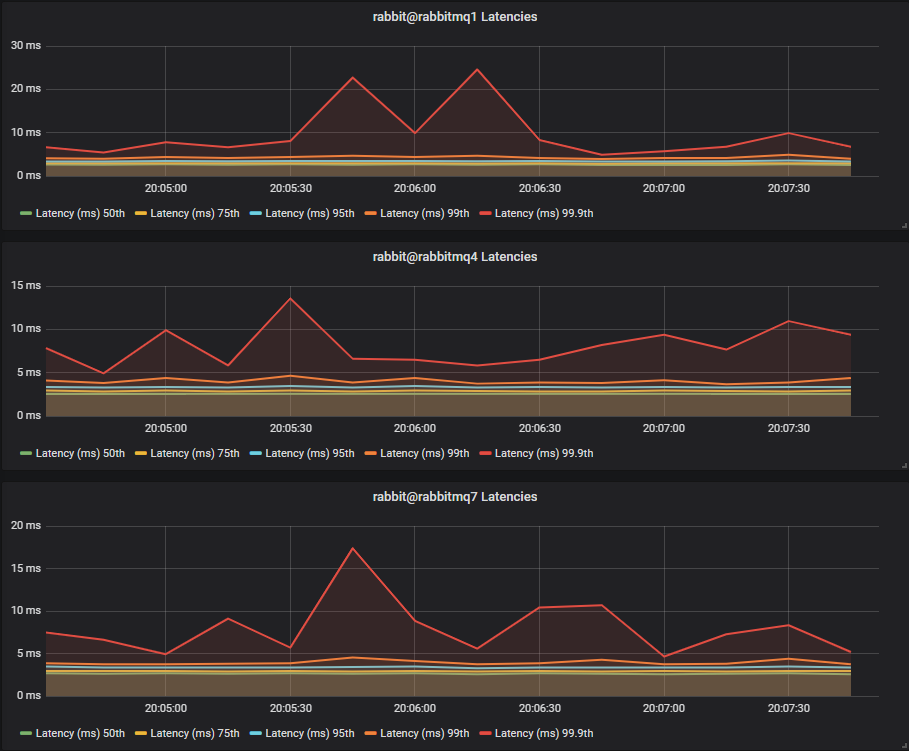 rabbit@rabbitmq1 Latencies
30 ms
20 ms
10 ms
0 ms
20:05:00 20:05:30 20:06:00 20:06:30 20:07:00 20:07:30
Latency (ms) 50th Latency (ms) 75th Latency (ms) 95th Latency (ms) 99th Latency (ms) 99.9th
rabbit@rabbitmq4 Latencies
15 ms
10 ms
5 ms
0 ms
20:05:00 20:05:30 20:06:00 20:06:30 20:07:00 20:07:30
Latency (ms) 50th Latency (ms) 75th Latency (ms) 95th Latency (ms) 99th Latency (ms) 99.9th
rabbit@rabbitmq7 Latencies
20 ms
15 ms
10 ms
5 ms
0 ms
20:05:00 20:05:30 20:06:00 20:06:30 20:07:00 20:07:30
Latency (ms) 50th Latency (ms) 75th Latency (ms) 95th Latency (ms) 99th Latency (ms) 99.9th